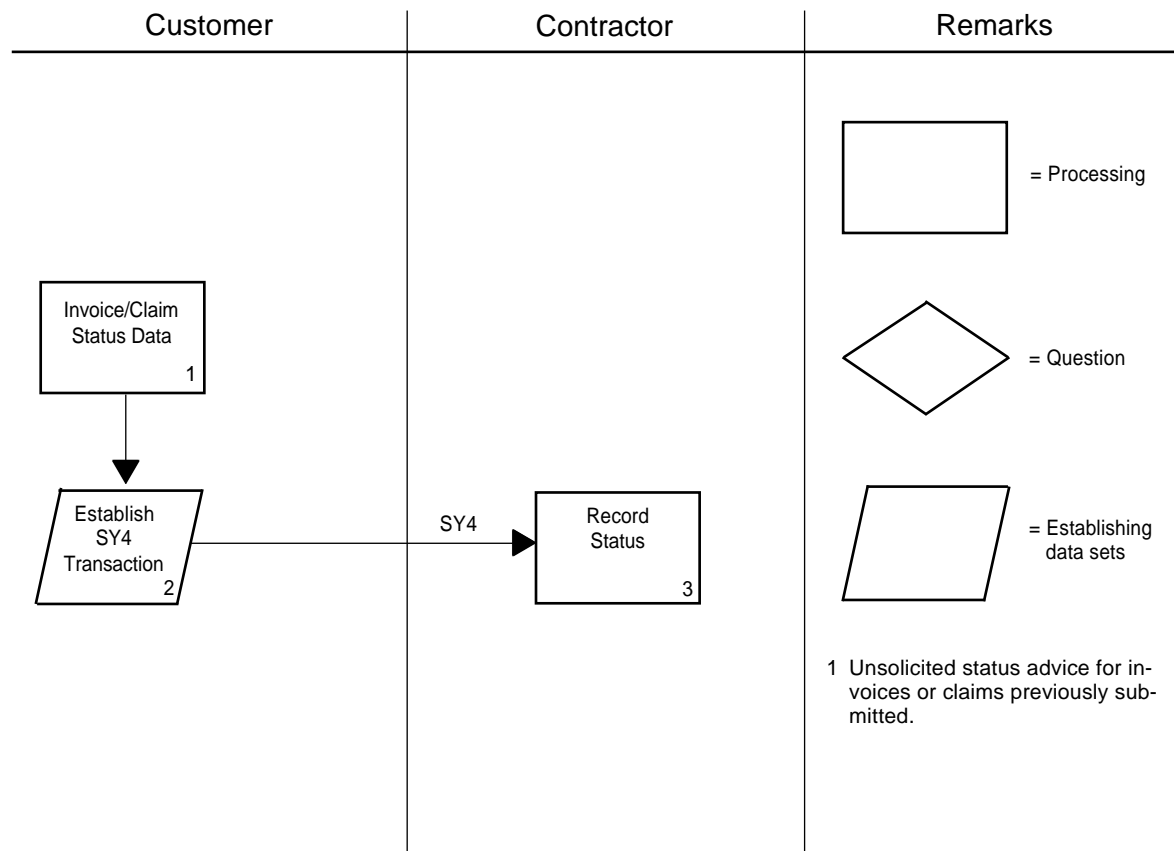 Customer
Contractor
Remarks
= Processing
Invoice/Claim
Status Data
1
= Question
Establish
SY4
Transaction
2
SY4
Record
Status
3
= Establishing
data sets
1 Unsolicited status advice for in-
voices or claims previously sub-
mitted.